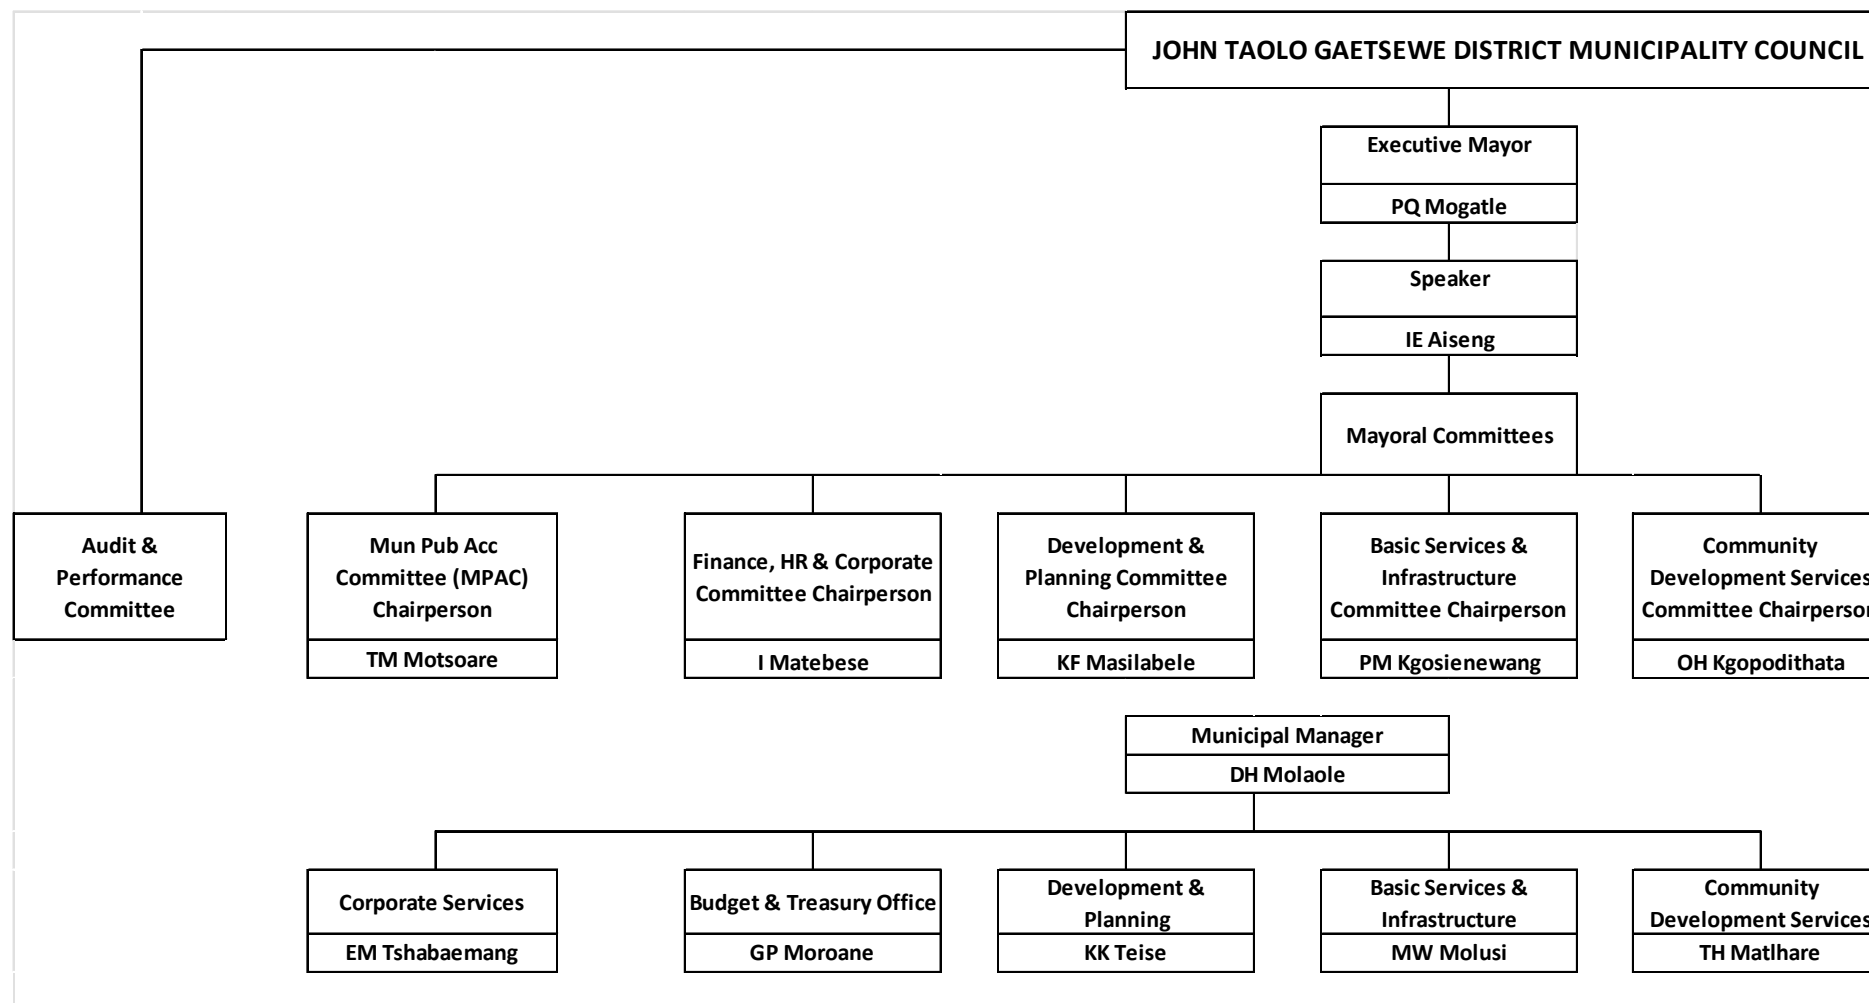 JOHN TAOLO GAETSEWE DISTRICT MUNICIPALITY COUNCIL
Executive Mayor
PQ Mogatle
Speaker
IE Aiseng
Mayoral Committees
Audit &
Performance
Committee
Mun Pub Acc
Committee (MPAC)
Chairperson
TM Motsoare
Finance, HR & Corporate
Committee Chairperson
I Matebese
Development &
Planning Committee
Chairperson
KF Masilabele
Basic Services &
Infrastructure
Committee Chairperson
PM Kgosienewang
Community
Development Services
Committee Chairperson
OH Kgopodithata
Municipal Manager
DH Molaole
Corporate Services
EM Tshabaemang
Budget & Treasury Office
GP Moroane
Development &
Planning
KK Teise
Basic Services &
Infrastructure
MW Molusi
Community
Development Services
TH Matlhare